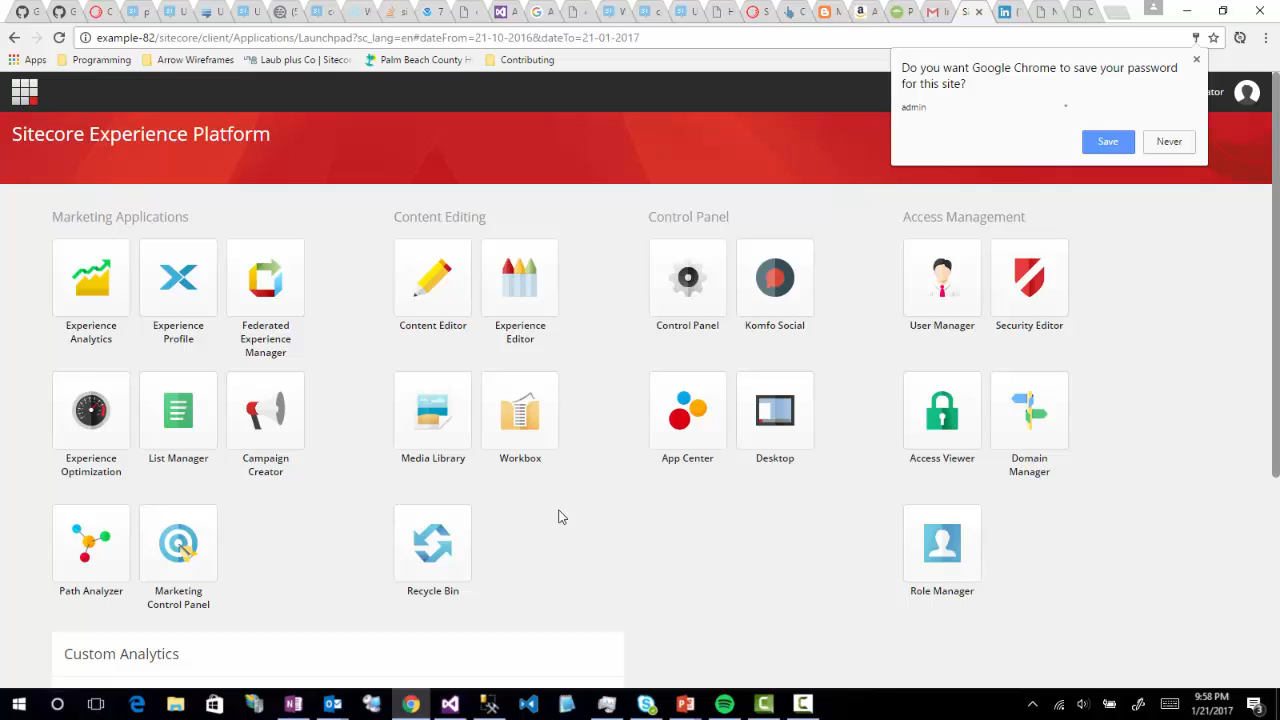 example-82/sitecore/client/Applications/Launchpad?sc_lang=en#dateFrom=21-10-2016&dateTo=21-01-2017
Apps Programming Arrow Wireframes Laub plus Co | Sitecor Palm Beach County H Contributing
Do you want Google Chrome to save your password
for this site?
admin *
Save Never
ator
Sitecore Experience Platform
Marketing Applications Content Editing Control Panel Access Management
Experience Analytics
Experience Profile
Federated Experience Manager
Content Editor
Experience Editor
Control Panel
Komfo Social
User Manager
Security Editor
Experience Optimization
List Manager
Campaign Creator
Media Library
Workbox
App Center
Desktop
Access Viewer
Domain Manager
Path Analyzer
Marketing Control Panel
Recycle Bin
Role Manager
Custom Analytics
9:58 PM
1/21/2017